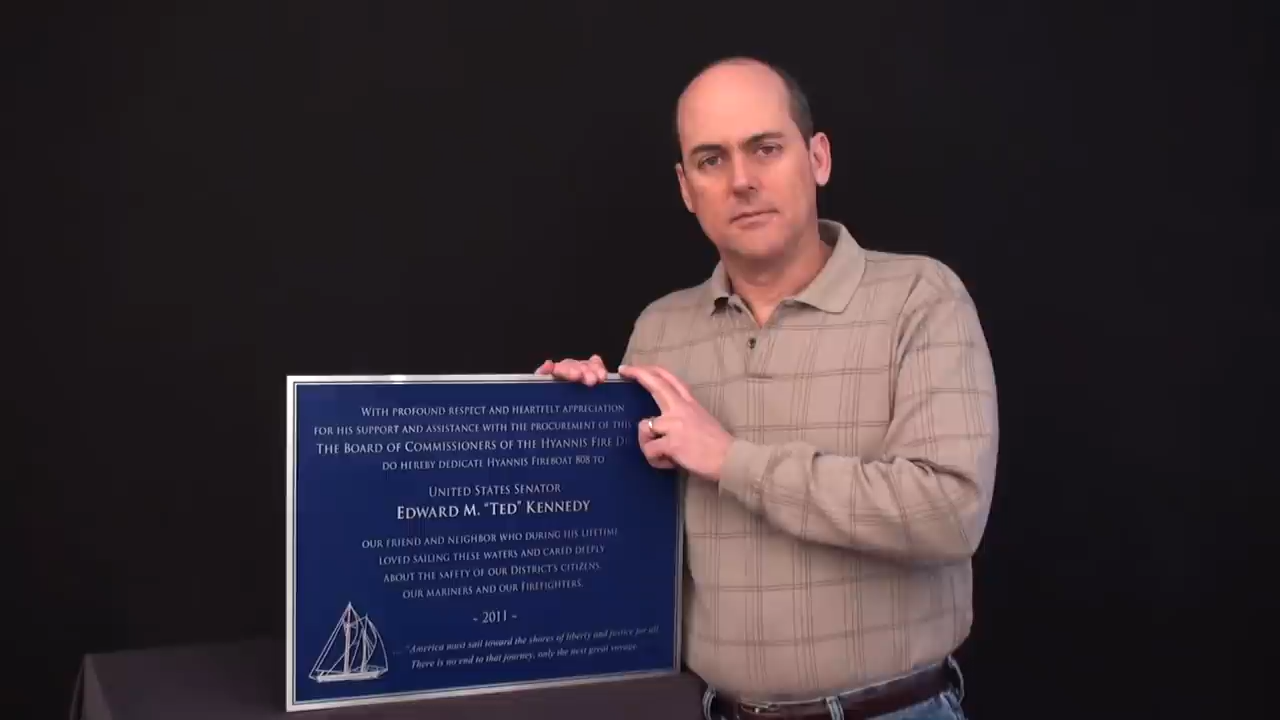 WITH PROFOUND RESPECT AND HEARTFELT APPRECIATION
FOR HIS SUPPORT AND ASSISTANCE WITH THE PROCUREMENT OF THIS
THE BOARD OF COMMISSIONERS OF THE HYANNIS FIRE DI
DO HEREBY DEDICATE HYANNIS FIREBOAT 808 TO
UNITED STATES SENATOR
EDWARD M. "TED" KENNEDY
OUR FRIEND AND NEIGHBOR WHO DURING HIS LIFETIME
LOVED SAILING THESE WATERS AND CARED DEEPLY
ABOUT THE SAFETY OF OUR DISTRICT'S CITIZENS,
OUR MARINERS AND OUR FIREFIGHTERS.
- 2011 -
... "America must sail toward the shores of liberty and justice for all
There is no end to that journey, only the next great voyage.